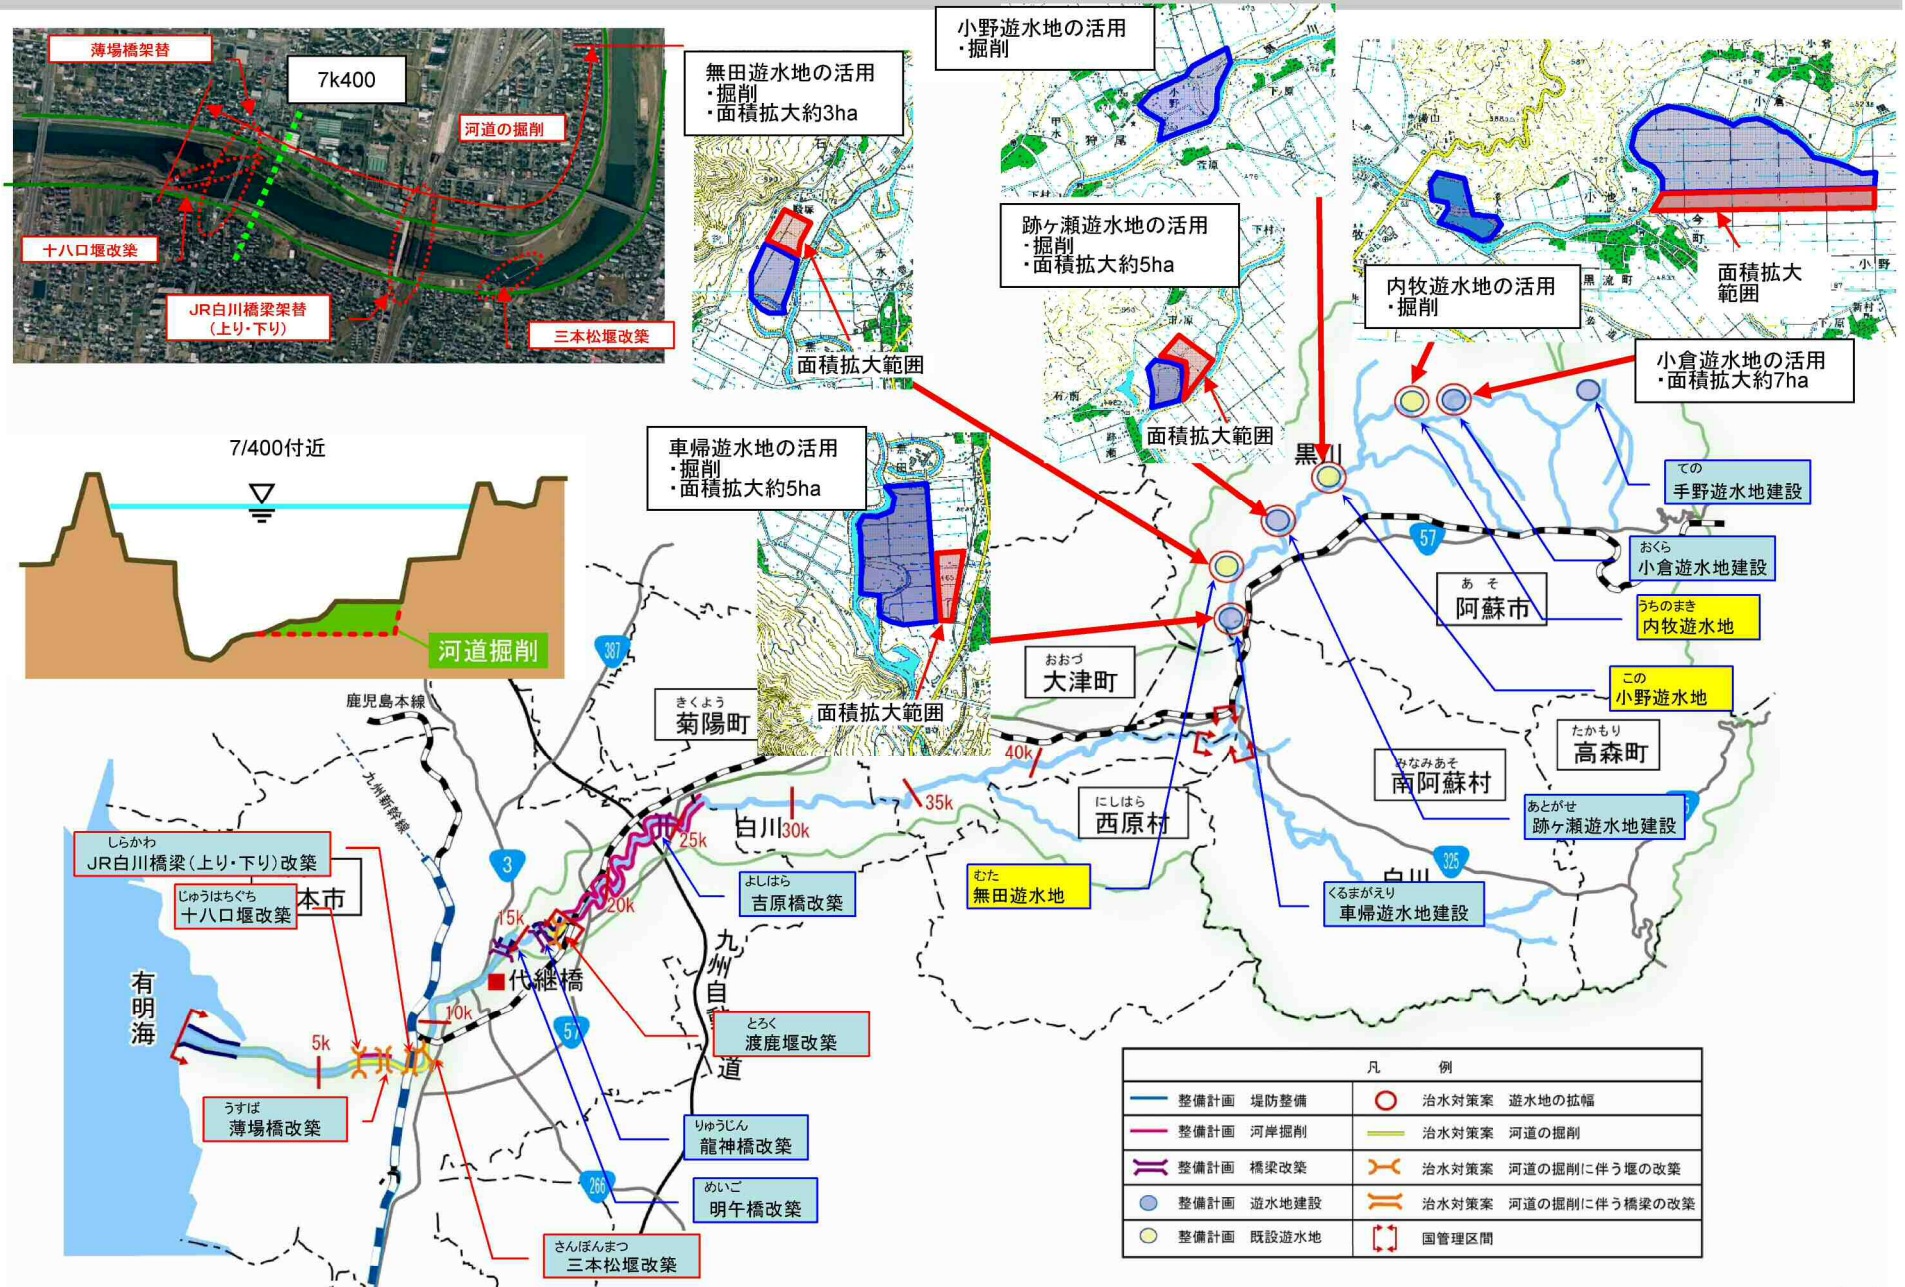 薄場橋架替
7k400
河道の掘削
十八口堰改築
JR白川橋梁架替
(上り・下り)
三本松堰改築
無田遊水地の活用
・掘削
・面積拡大約3ha
面積拡大範囲
小野遊水地の活用
・掘削
跡ヶ瀬遊水地の活用
・掘削
・面積拡大約5ha
面積拡大範囲
内牧遊水地の活用
・掘削
面積拡大
範囲
小倉遊水地の活用
・面積拡大約7ha
車帰遊水地の活用
・掘削
・面積拡大約5ha
面積拡大範囲
7/400付近
河道掘削
黒川
57
ての
手野遊水地建設
おくら
小倉遊水地建設
あそ
阿蘇市
うちのまき
内牧遊水地
この
小野遊水地
おおづ
大津町
きくよう
菊陽町
387
鹿児島本線
九州新幹線
たかもり
高森町
みなみあそ
南阿蘇村
あとがせ
跡ヶ瀬遊水地建設
にしはら
西原村
40k
35k
30k
白川
25k
20k
15k
10k
5k
3
325
白川
むた
無田遊水地
くるまがえり
車帰遊水地建設
よしはら
吉原橋改築
しらかわ
JR白川橋梁(上り・下り)改築
じゅうはちぐち
十八口堰改築
本市
有明海
代継橋
57
九州自動
道
とろく
渡鹿堰改築
うすば
薄場橋改築
りゅうじん
龍神橋改築
266
めいご
明午橋改築
さんぼんまつ
三本松堰改築
凡 例
整備計画 堤防整備
治水対策案 遊水地の拡幅
整備計画 河岸掘削
治水対策案 河道の掘削
整備計画 橋梁改築
治水対策案 河道の掘削に伴う堰の改築
整備計画 遊水地建設
治水対策案 河道の掘削に伴う橋梁の改築
整備計画 既設遊水地
国管理区間